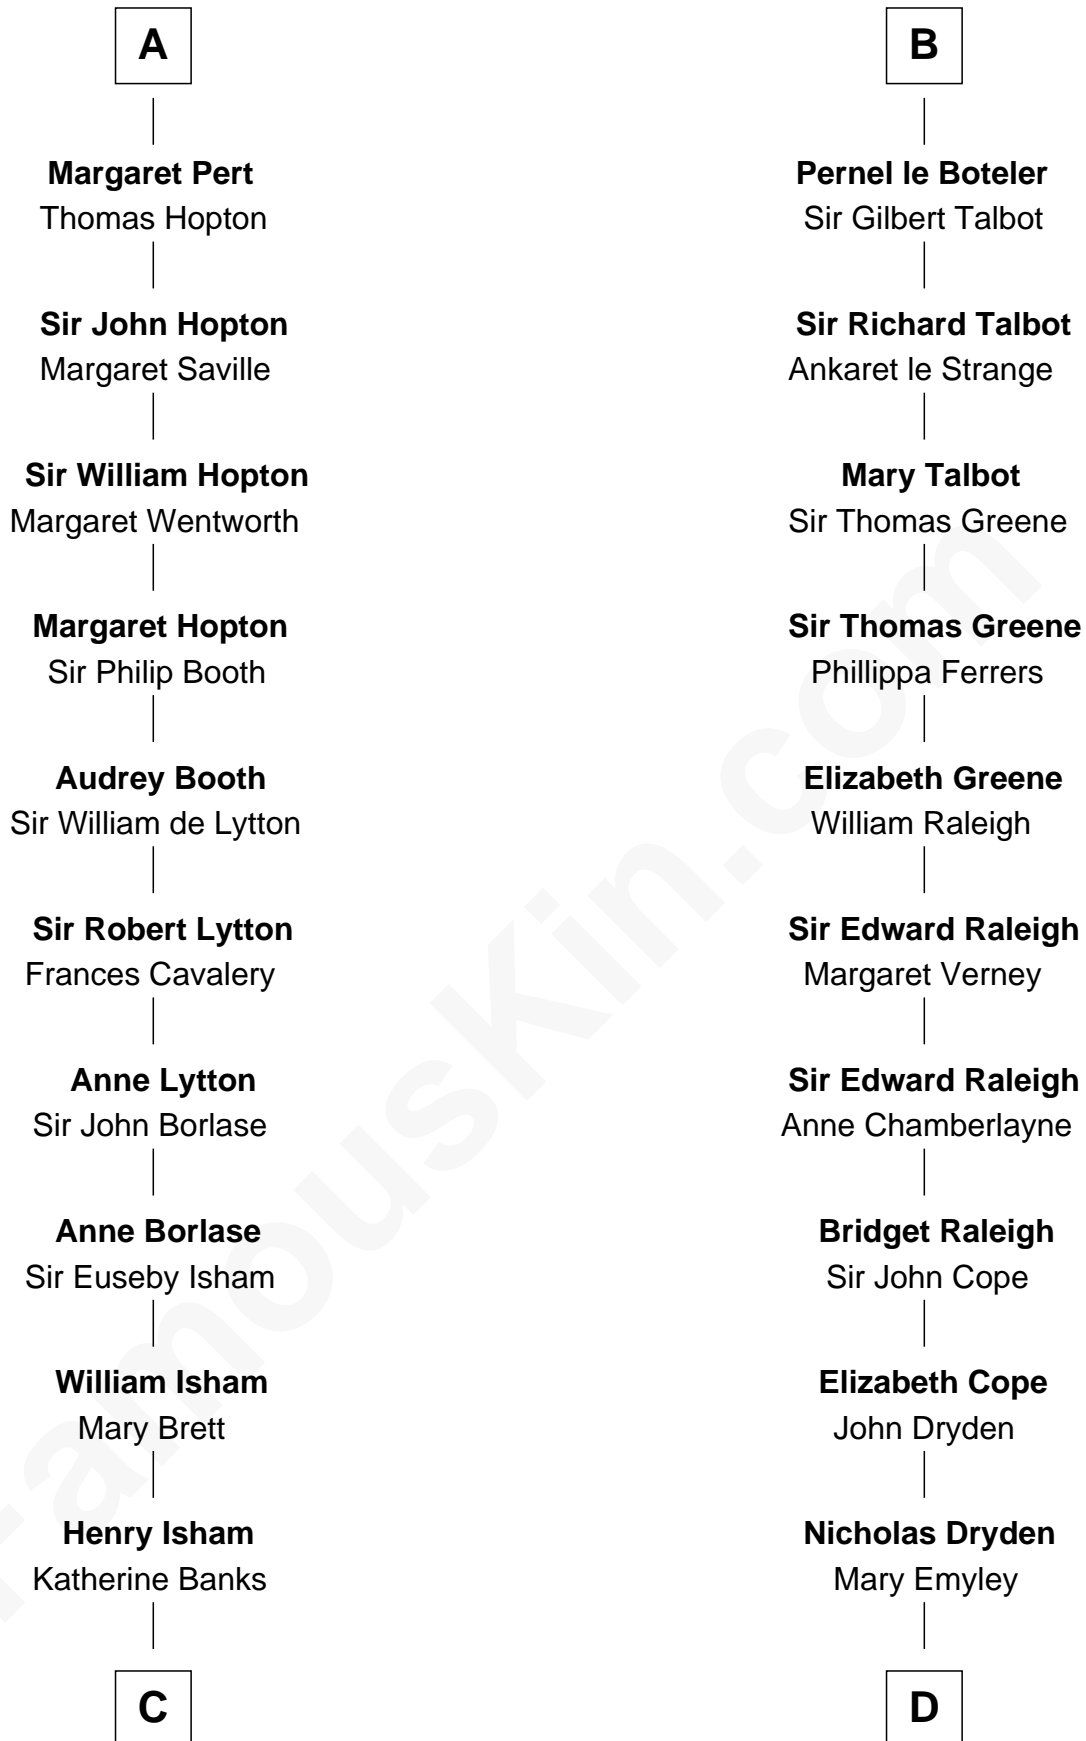 A
Margaret Pert
Thomas Hopton
Sir John Hopton
Margaret Saville
Sir William Hopton
Margaret Wentworth
Margaret Hopton
Sir Philip Booth
Audrey Booth
Sir William de Lytton
Sir Robert Lytton
Frances Cavalery
Anne Lytton
Sir John Borlase
Anne Borlase
Sir Euseby Isham
William Isham
Mary Brett
Henry Isham
Katherine Banks
C
B
Pernel le Boteler
Sir Gilbert Talbot
Sir Richard Talbot
Ankaret le Strange
Mary Talbot
Sir Thomas Greene
Sir Thomas Greene
Phillippa Ferrers
Elizabeth Greene
William Raleigh
Sir Edward Raleigh
Margaret Verney
Sir Edward Raleigh
Anne Chamberlayne
Bridget Raleigh
Sir John Cope
Elizabeth Cope
John Dryden
Nicholas Dryden
Mary Emyley
D
FamousKin.com